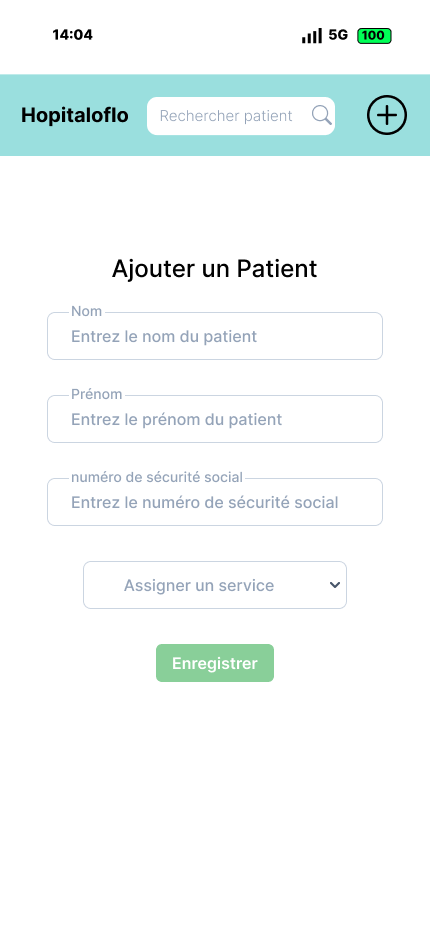 14:04 5G 100
Hopitaloflo Rechercher patient
Ajouter un Patient
Nom
Entrez le nom du patient
Prénom
Entrez le prénom du patient
numéro de sécurité social
Entrez le numéro de sécurité social
Assigner un service
Enregistrer